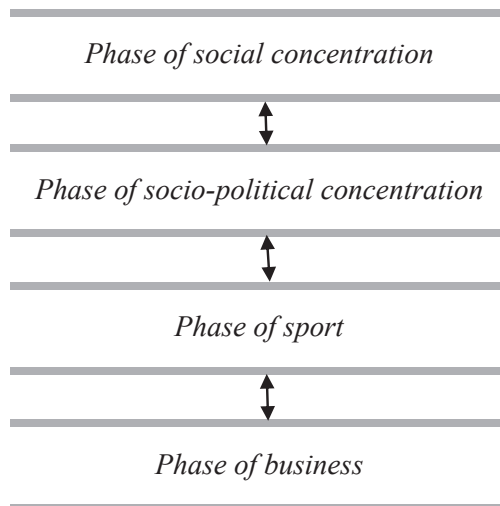 Phase of social concentration
Phase of socio-political concentration
Phase of sport
Phase of business